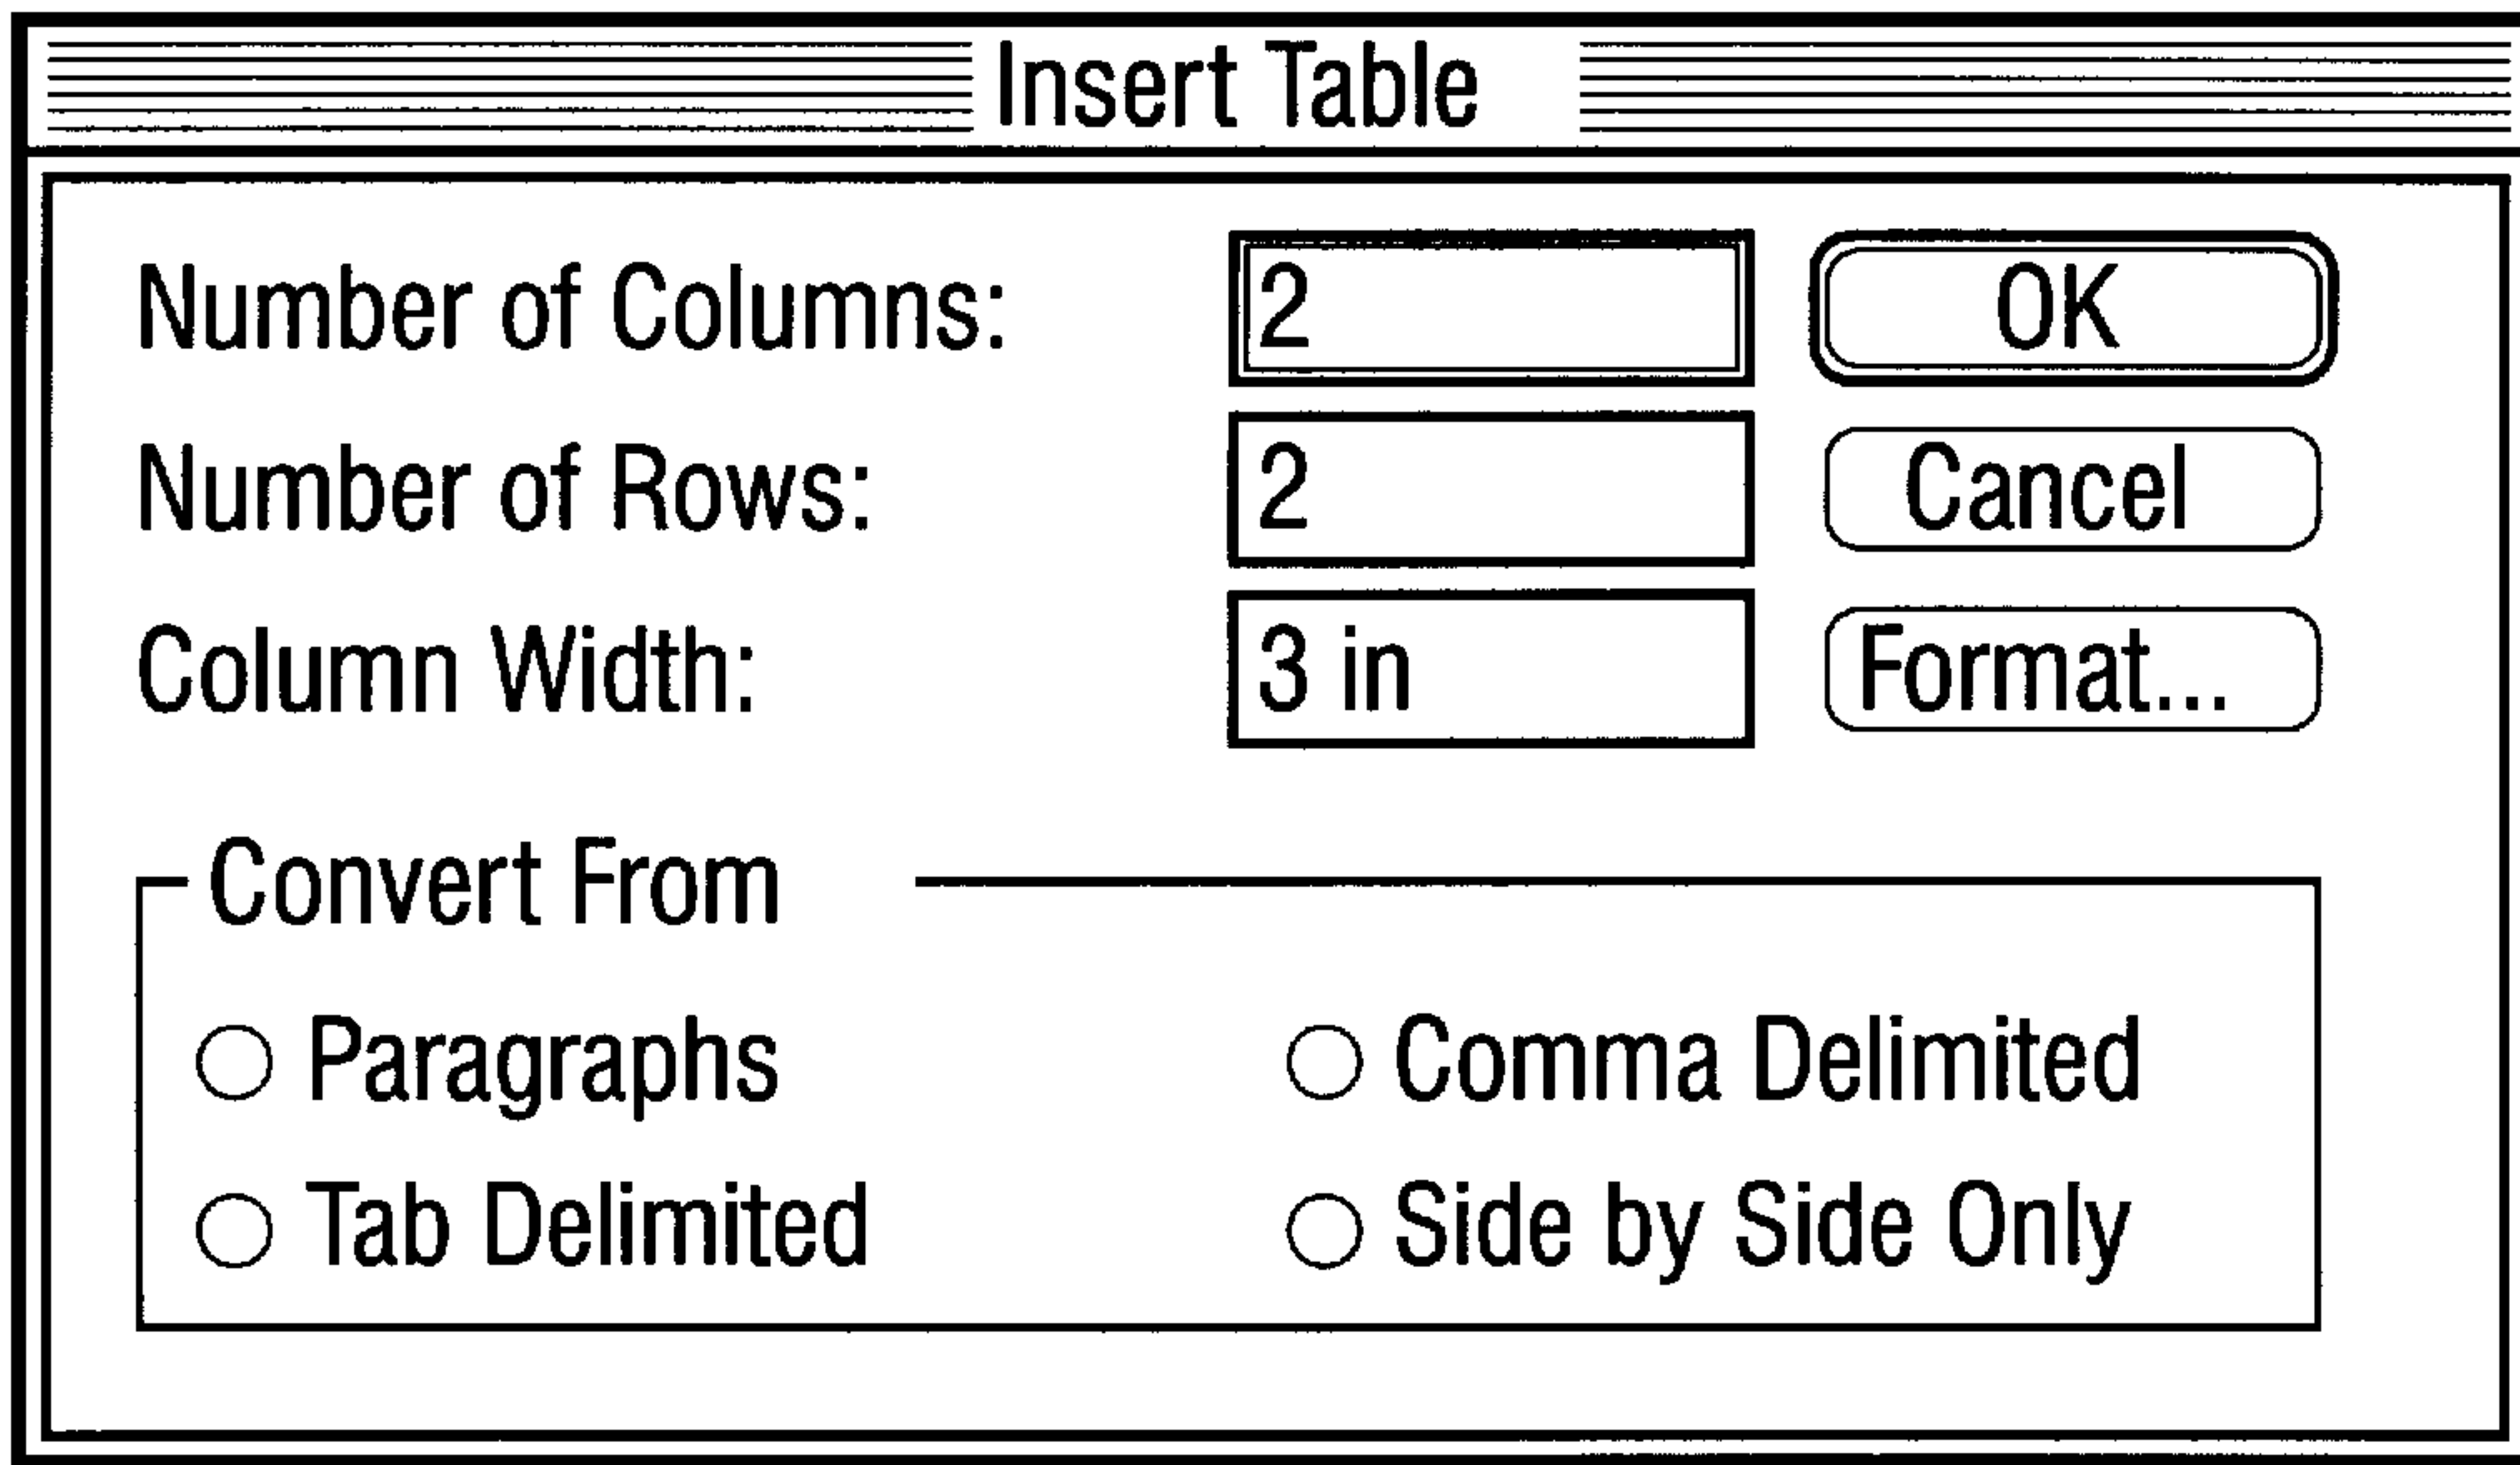 Insert Table
Number of Columns: 2 OK
Number of Rows: 2 Cancel
Column Width: 3 in Format...
Convert From
Paragraphs Comma Delimited
Tab Delimited Side by Side Only